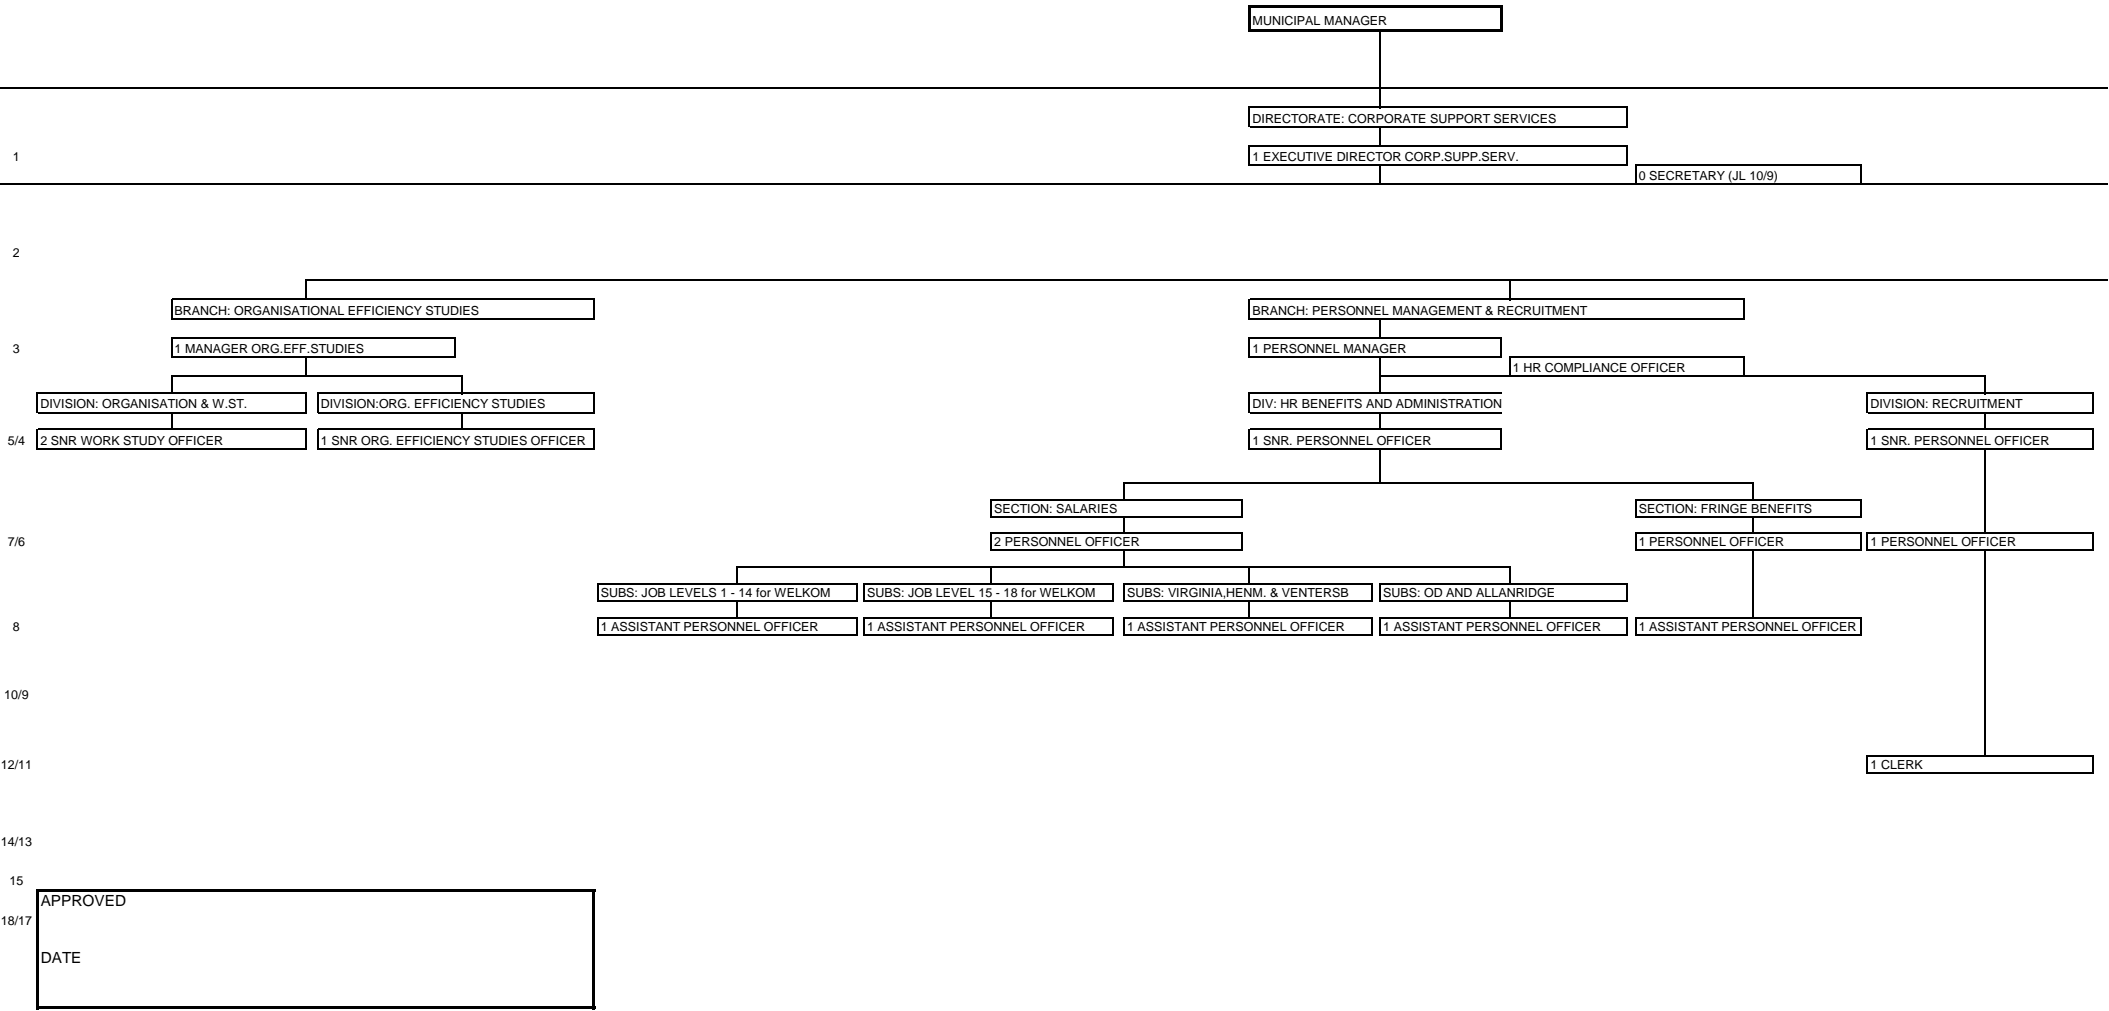 MUNICIPAL MANAGER
DIRECTORATE: CORPORATE SUPPORT SERVICES
1
1 EXECUTIVE DIRECTOR CORP.SUPP.SERV.
0 SECRETARY (JL 10/9)
2
BRANCH: ORGANISATIONAL EFFICIENCY STUDIES
BRANCH: PERSONNEL MANAGEMENT & RECRUITMENT
3
1 MANAGER ORG.EFF.STUDIES
1 PERSONNEL MANAGER
1 HR COMPLIANCE OFFICER
DIVISION: ORGANISATION & W.ST.
DIVISION:ORG. EFFICIENCY STUDIES
DIV: HR BENEFITS AND ADMINISTRATION
DIVISION: RECRUITMENT
5/4
2 SNR WORK STUDY OFFICER
1 SNR ORG. EFFICIENCY STUDIES OFFICER
1 SNR. PERSONNEL OFFICER
1 SNR. PERSONNEL OFFICER
SECTION: SALARIES
SECTION: FRINGE BENEFITS
7/6
2 PERSONNEL OFFICER
1 PERSONNEL OFFICER
1 PERSONNEL OFFICER
SUBS: JOB LEVELS 1 - 14 for WELKOM
SUBS: JOB LEVEL 15 - 18 for WELKOM
SUBS: VIRGINIA,HENM. & VENTERSB
SUBS: OD AND ALLANRIDGE
8
1 ASSISTANT PERSONNEL OFFICER
1 ASSISTANT PERSONNEL OFFICER
1 ASSISTANT PERSONNEL OFFICER
1 ASSISTANT PERSONNEL OFFICER
1 ASSISTANT PERSONNEL OFFICER
10/9
12/11
1 CLERK
14/13
15
APPROVED
18/17
DATE